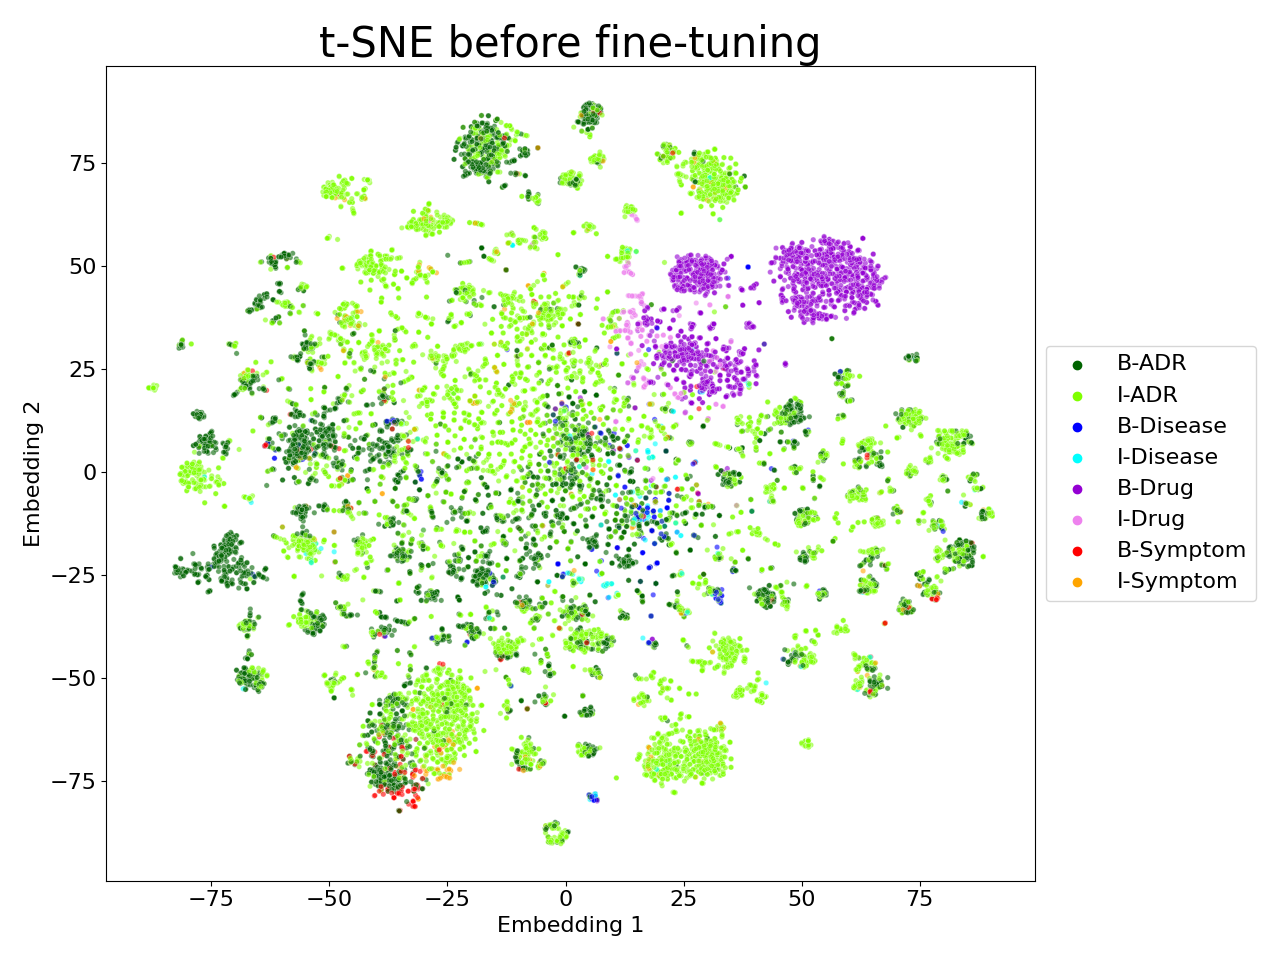 t-SNE before fine-tuning
75
50
25
0
−25
−50
−75
Embedding 2
−75
−50
−25
0
25
50
75
Embedding 1
B-ADR
I-ADR
B-Disease
I-Disease
B-Drug
I-Drug
B-Symptom
I-Symptom